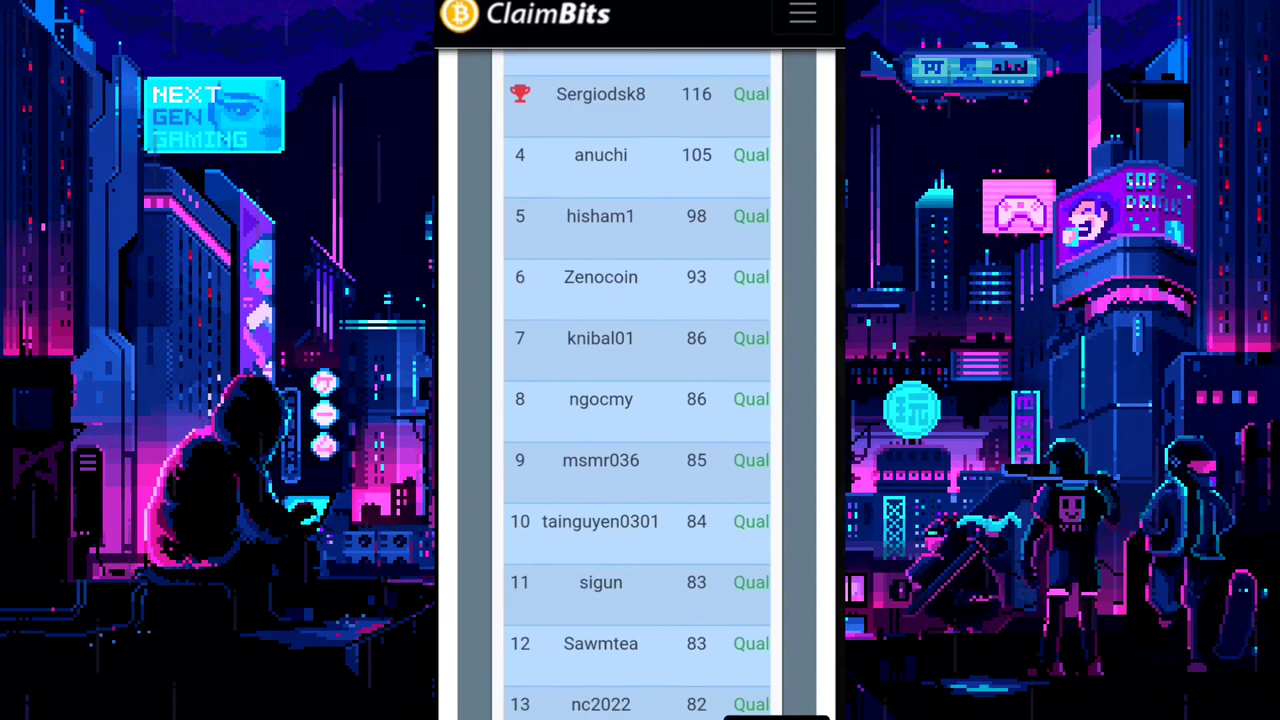 ClaimBits
NEXT
GEN
GAMING
SOFT
DRINK
Sergiodsk8 116 Qual
4 anuchi 105 Qual
5 hisham1 98 Qual
6 Zenocoin 93 Qual
7 knibal01 86 Qual
8 ngocmy 86 Qual
9 msmr036 85 Qual
10 tainguyen0301 84 Qual
11 sigun 83 Qual
12 Sawmtea 83 Qual
13 nc2022 82 Qual